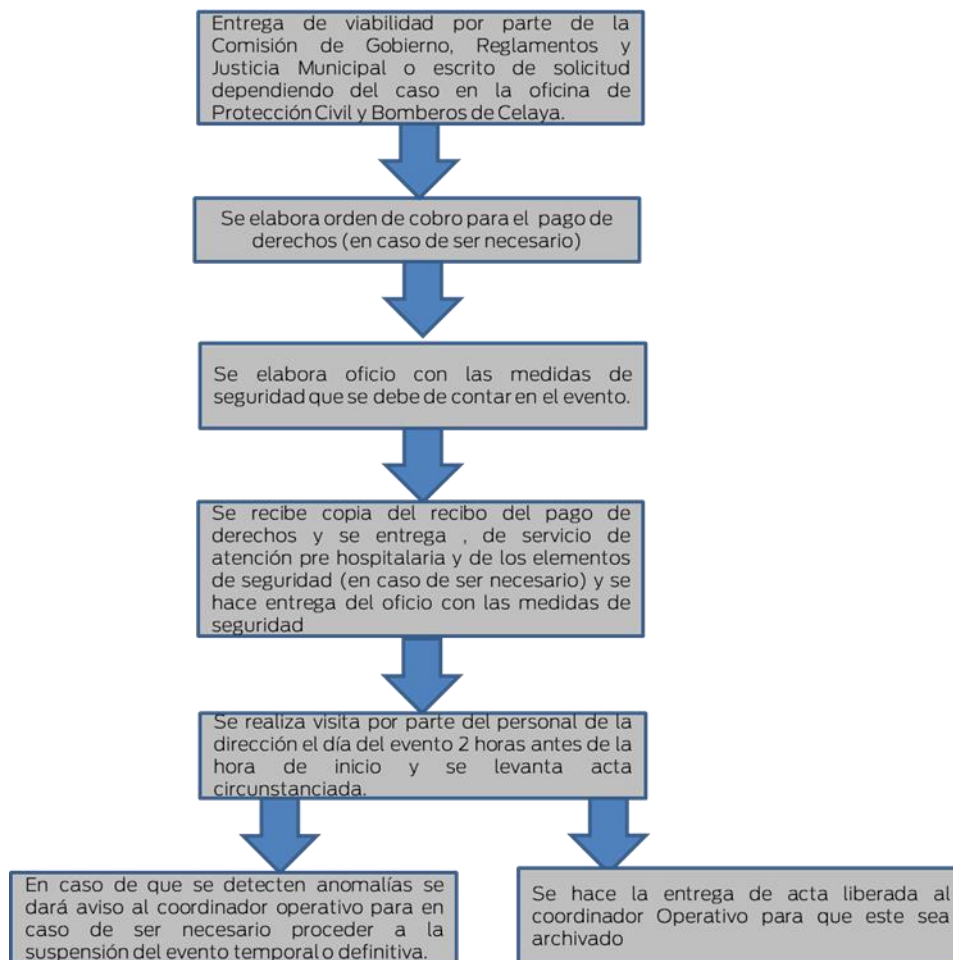 Entrega de viabilidad por parte de la
Comisión de Gobierno, Reglamentos y
Justicia Municipal o escrito de solicitud
dependiendo del caso en la oficina de
Protección Civil y Bomberos de Celaya.
Se elabora orden de cobro para el pago de
derechos (en caso de ser necesario)
Se elabora oficio con las medidas de
seguridad que se debe de contar en el evento.
Se recibe copia del recibo del pago de
derechos y se entrega , de servicio de
atención pre hospitalaria y de los elementos
de seguridad (en caso de ser necesario) y se
hace entrega del oficio con las medidas de
seguridad
Se realiza visita por parte del personal de la
dirección el día del evento 2 horas antes de la
hora de inicio y se levanta acta
circunstanciada.
En caso de que se detecten anomalías se
dará aviso al coordinador operativo para en
caso de ser necesario proceder a la
suspensión del evento temporal o definitiva.
Se hace la entrega de acta liberada al
coordinador Operativo para que este sea
archivado